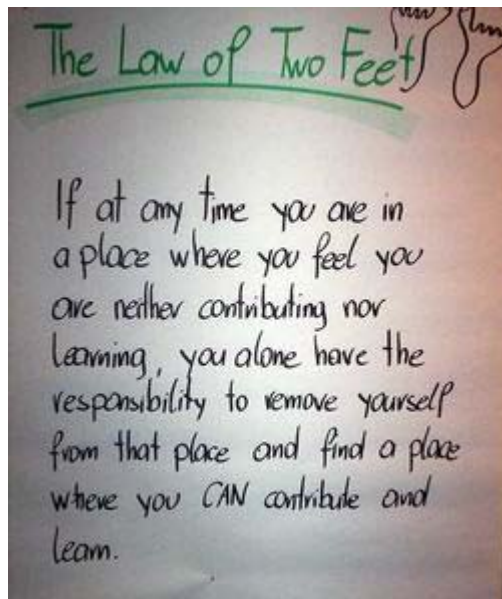 The Law of Two Feet
If at any time you are in
a place where you feel you
are neither contributing nor
learning, you alone have the
responsibility to remove yourself
from that place and find a place
where you CAN contribute and
learn.